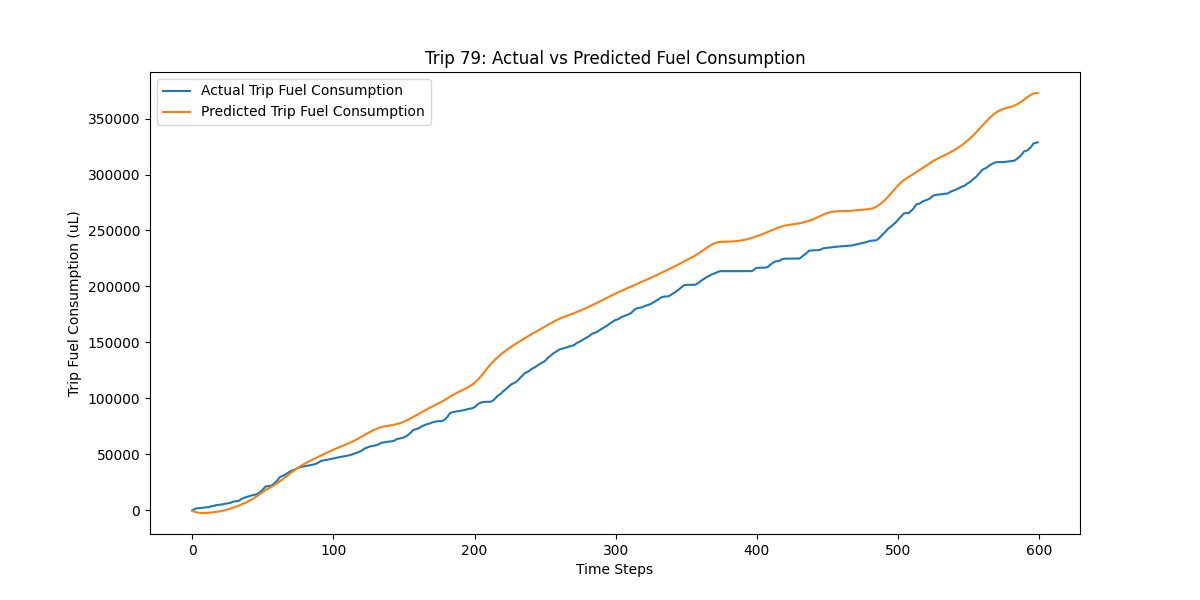 Trip 79: Actual vs Predicted Fuel Consumption
Actual Trip Fuel Consumption
Predicted Trip Fuel Consumption
Trip Fuel Consumption (uL)
350000
300000
250000
200000
150000
100000
50000
0
0 100 200 300 400 500 600
Time Steps